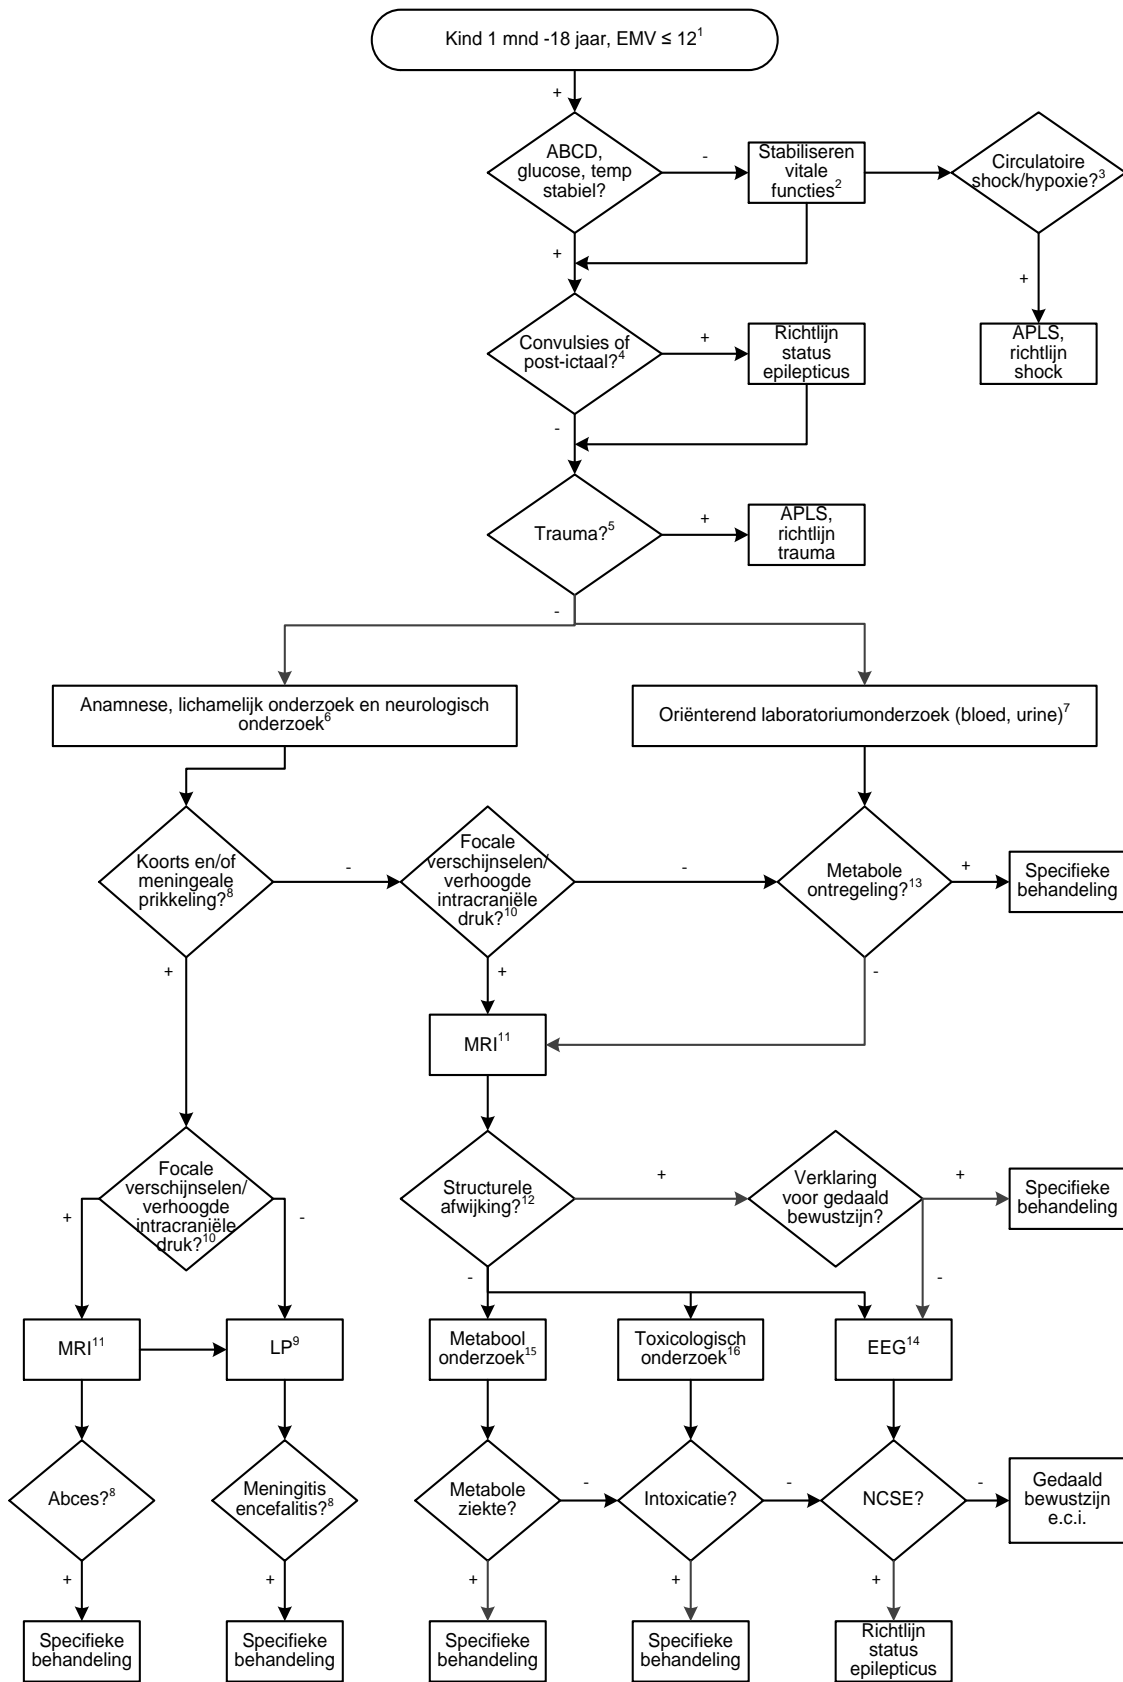 Kind 1 mnd -18 jaar, EMV ≤ 12¹
+
ABCD,
glucose, temp
stabiel?
-
Stabiliseren
vitale
functies²
Circulatoire
shock/hypoxie?³
+
+
APLS,
richtlijn
shock
Convulsies of
post-ictaal?⁴
+
Richtlijn
status
epilepticus
-
Trauma?⁵
+
APLS,
richtlijn
trauma
-
Anamnese, lichamelijk onderzoek en neurologisch
onderzoek⁶
Oriënterend laboratoriumonderzoek (bloed, urine)⁷
Koorts en/of
meningeale
prikkeling?⁸
-
Focale
verschijnselen/
verhoogde
intracraniële
druk?¹⁰
-
Metabole
ontregeling?¹³
+
Specifieke
behandeling
+
+
-
MRI¹¹
Focale
verschijnselen/
verhoogde
intracraniële
druk?¹⁰
+
-
Structurele
afwijking?¹²
+
Verklaring
voor gedaald
bewustzijn?
+
Specifieke
behandeling
-
-
MRI¹¹
LP⁹
Metabool
onderzoek¹⁵
Toxicologisch
onderzoek¹⁶
EEG¹⁴
Abces?⁸
Meningitis
encefalitis?⁸
Metabole
ziekte?
-
Intoxicatie?
-
NCSE?
-
Gedaald
bewustzijn
e.c.i.
+
+
+
+
+
Specifieke
behandeling
Specifieke
behandeling
Specifieke
behandeling
Specifieke
behandeling
Richtlijn
status
epilepticus